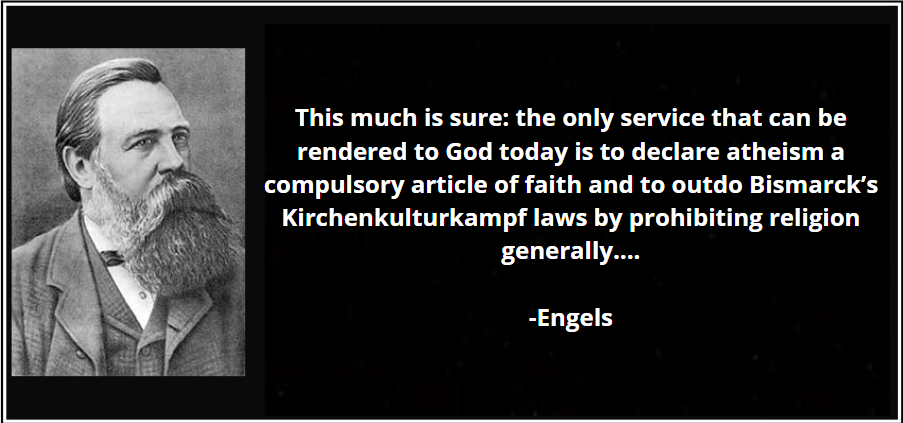 This much is sure: the only service that can be
rendered to God today is to declare atheism a
compulsory article of faith and to outdo Bismarck’s
Kirchenkulturkampf laws by prohibiting religion
generally....
-Engels